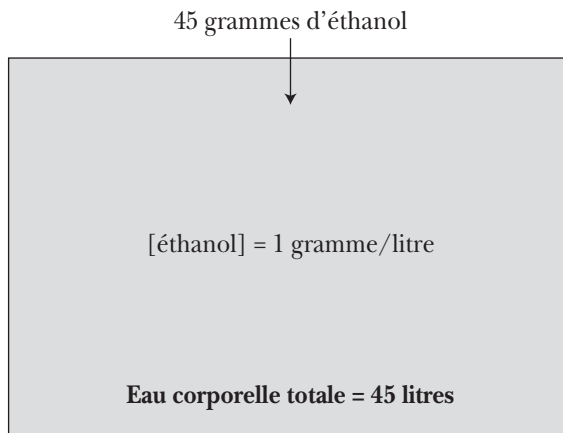 45 grammes d’éthanol
[éthanol] = 1 gramme/litre
Eau corporelle totale = 45 litres